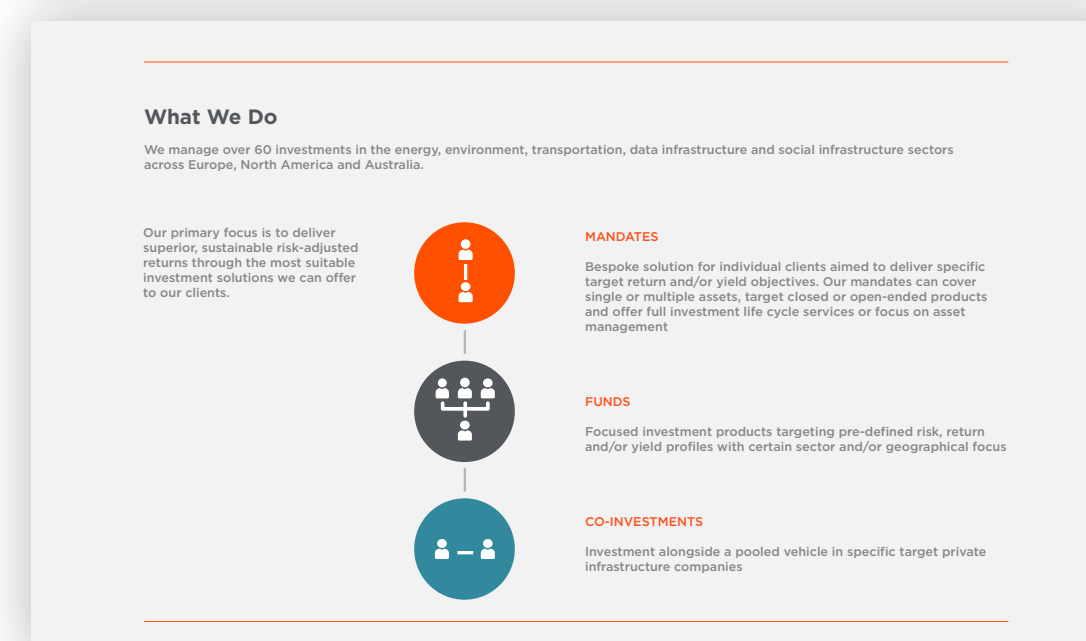 What We Do
We manage over 60 investments in the energy, environment, transportation, data infrastructure and social infrastructure sectors
across Europe, North America and Australia.
Our primary focus is to deliver
superior, sustainable risk-adjusted
returns through the most suitable
investment solutions we can offer
to our clients.
MANDATES
Bespoke solution for individual clients aimed to deliver specific
target return and/or yield objectives. Our mandates can cover
single or multiple assets, target closed or open-ended products
and offer full investment life cycle services or focus on asset
management
FUNDS
Focused investment products targeting pre-defined risk, return
and/or yield profiles with certain sector and/or geographical focus
CO-INVESTMENTS
Investment alongside a pooled vehicle in specific target private
infrastructure companies